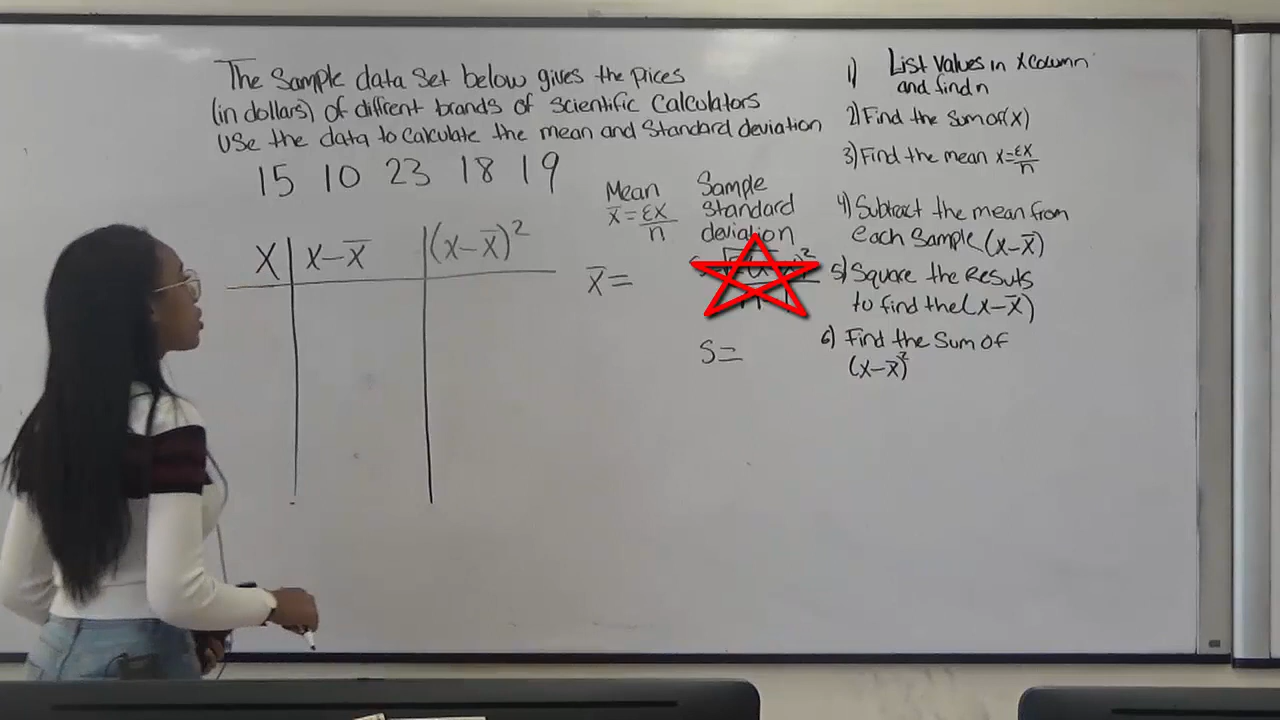 The Sample data Set below gives the pices
(in dollars) of diffrent brands of scientific Calculators
Use the data to calculate the mean and Standard deviation
15 10 23 18 19
X x-x̄ (x-x̄)²
Mean
x̄=Ɛx/n
x̄=
Sample
Standard
deviation
S=
1) List Values in x column
and find n
2) Find the Sum of (x)
3) Find the mean x=Ɛx/n
4) Subtract the mean from
each Sample (x-x̄)
5) Square the Resuts
to find the (x-x̄)
6) Find the Sum of
(x-x̄)²